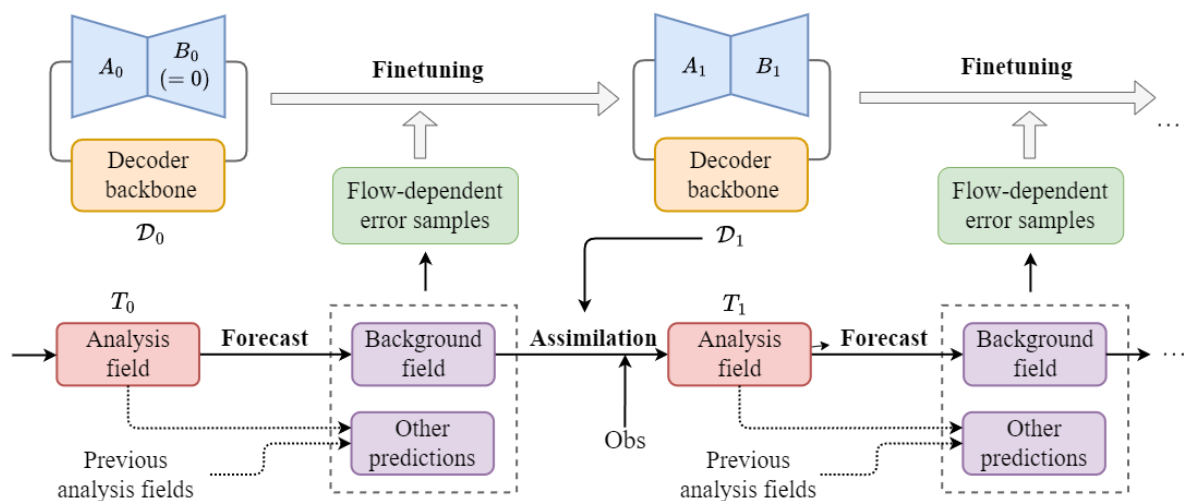 A₀
B₀
(= 0)
Finetuning
A₁
B₁
Finetuning
...
Decoder
backbone
𝒟₀
Flow-dependent
error samples
Decoder
backbone
𝒟₁
Flow-dependent
error samples
T₀
Analysis
field
Forecast
Background
field
Assimilation
T₁
Analysis
field
Forecast
Background
field
...
Other
predictions
Obs
Other
predictions
Previous
analysis fields
Previous
analysis fields